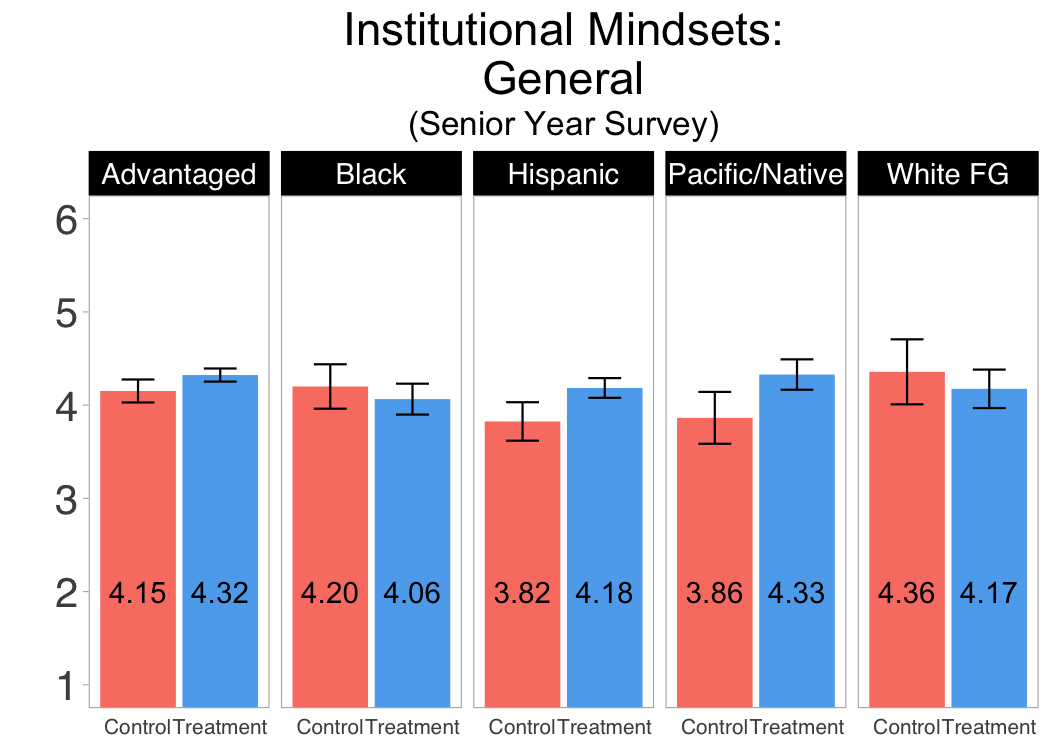 Institutional Mindsets:
General
(Senior Year Survey)
Advantaged Black Hispanic Pacific/Native White FG
6
5
4
3
2
1
4.15 4.32 4.20 4.06 3.82 4.18 3.86 4.33 4.36 4.17
Control Treatment Control Treatment Control Treatment Control Treatment Control Treatment